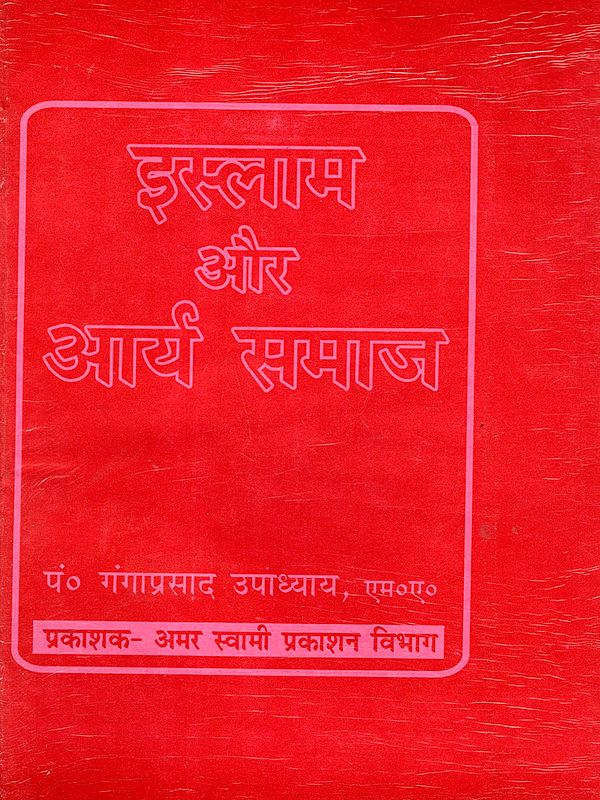 इस्लाम
और
आर्य समाज
पं० गंगाप्रसाद उपाध्याय, एम०ए०
प्रकाशक- अमर स्वामी प्रकाशन विभाग